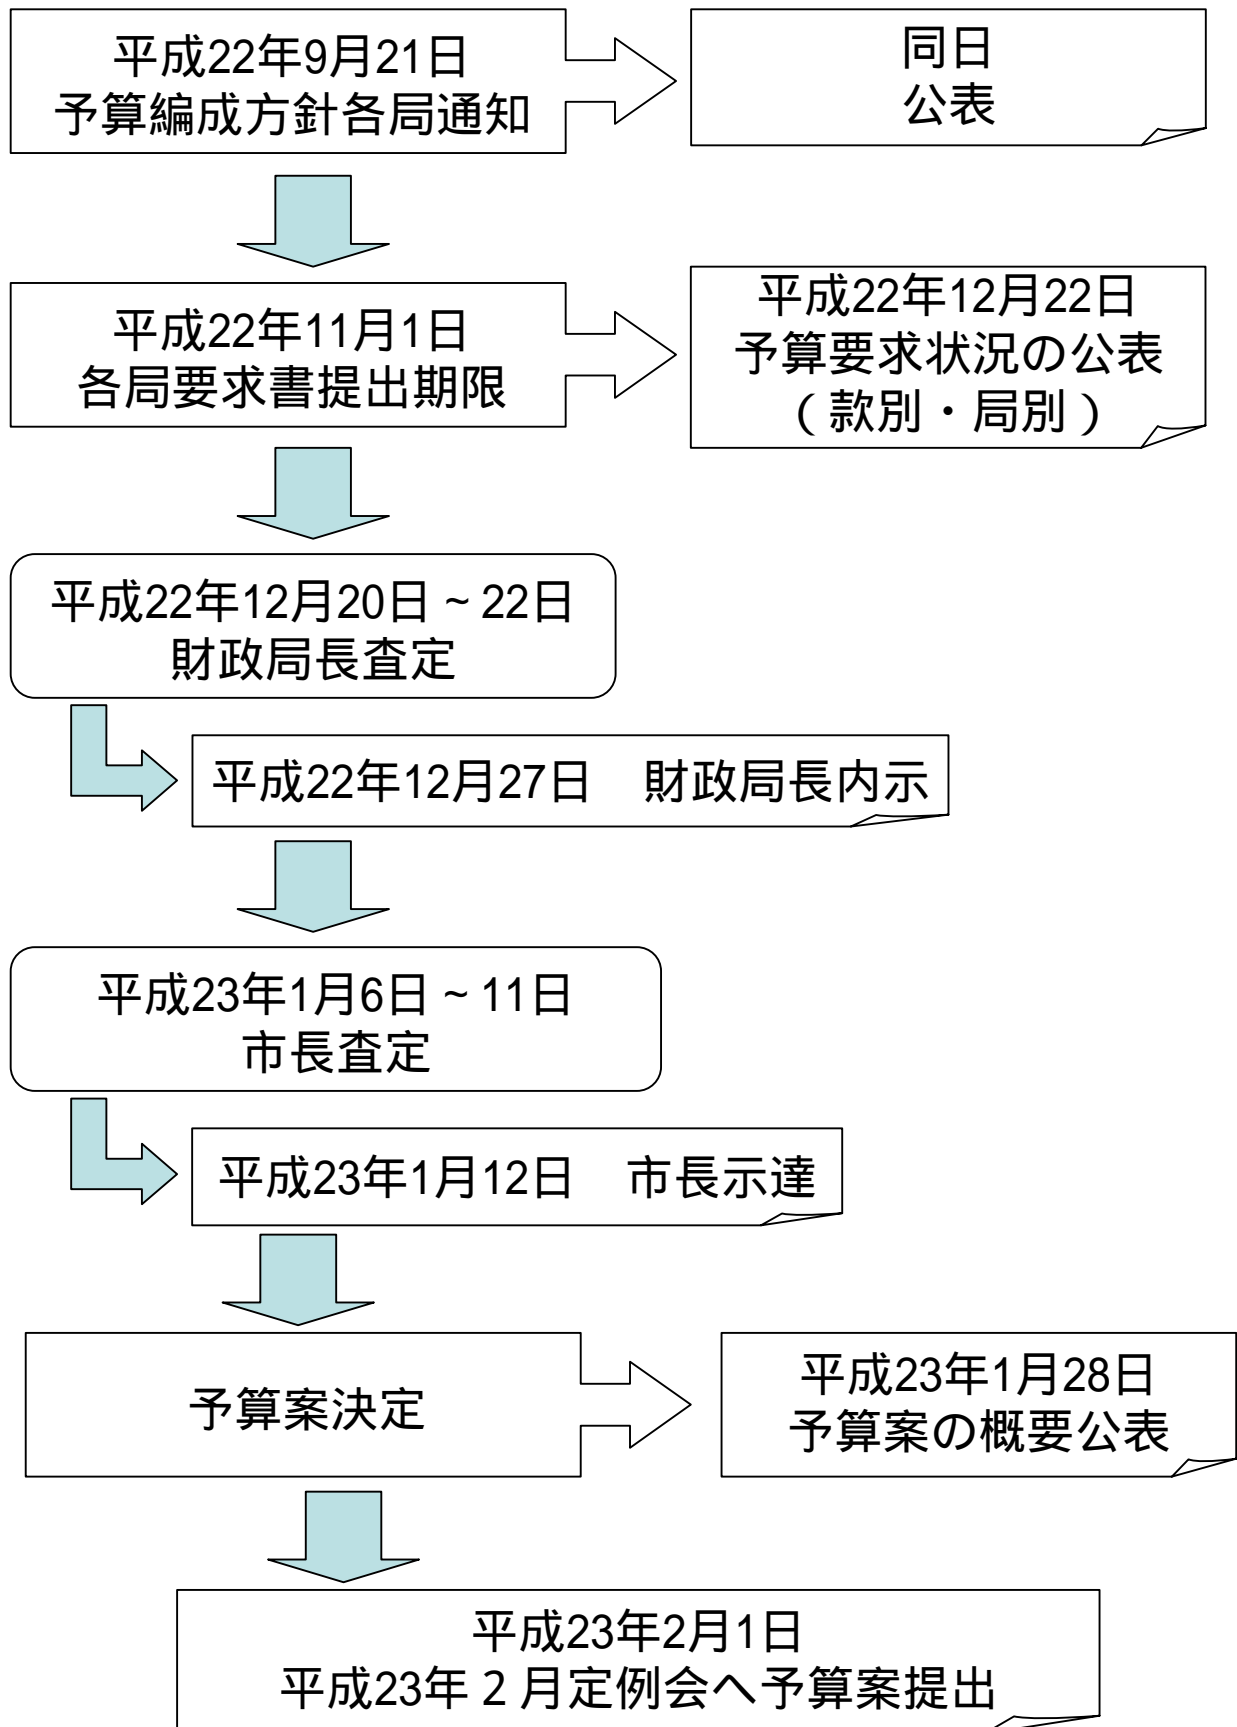 平成22年9月21日
予算編成方針各局通知
同日
公表
平成22年11月1日
各局要求書提出期限
平成22年12月22日
予算要求状況の公表
（款別・局別）
平成22年12月20日~22日
財政局長査定
平成22年12月27日　財政局長内示
平成23年1月6日~11日
市長査定
平成23年1月12日　市長示達
予算案決定
平成23年1月28日
予算案の概要公表
平成23年2月1日
平成23年２月定例会へ予算案提出